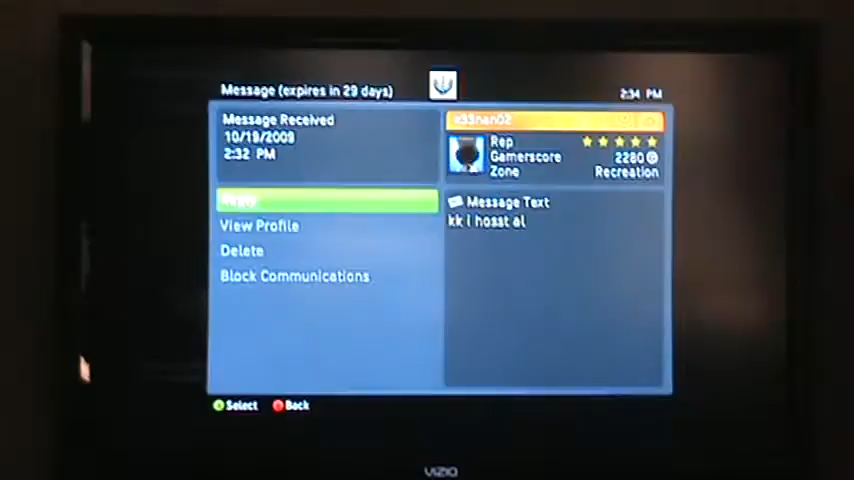 Message (expires in 29 days)
2:34 PM
Message Received
10/19/2009
2:32 PM
Rep
Gamerscore 2280 G
Zone Recreation
Reply
View Profile
Delete
Block Communications
Message Text
kk i hosst al
Select Back
VIZIO